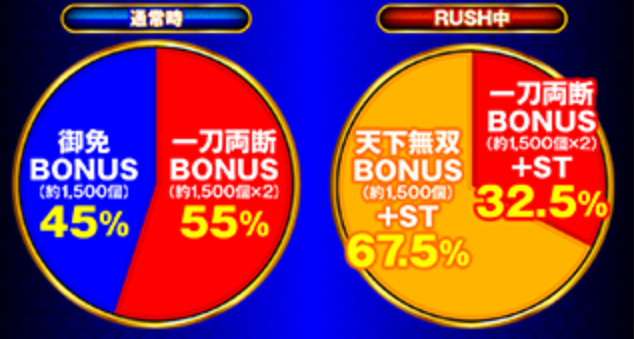 通常時
御免
BONUS
(約1,500個)
45%
一刀両断
BONUS
(約1,500個×2)
55%
RUSH中
天下無双
BONUS
(約1,500個)
+ST
67.5%
一刀両断
BONUS
(約1,500個×2)
+ST
32.5%